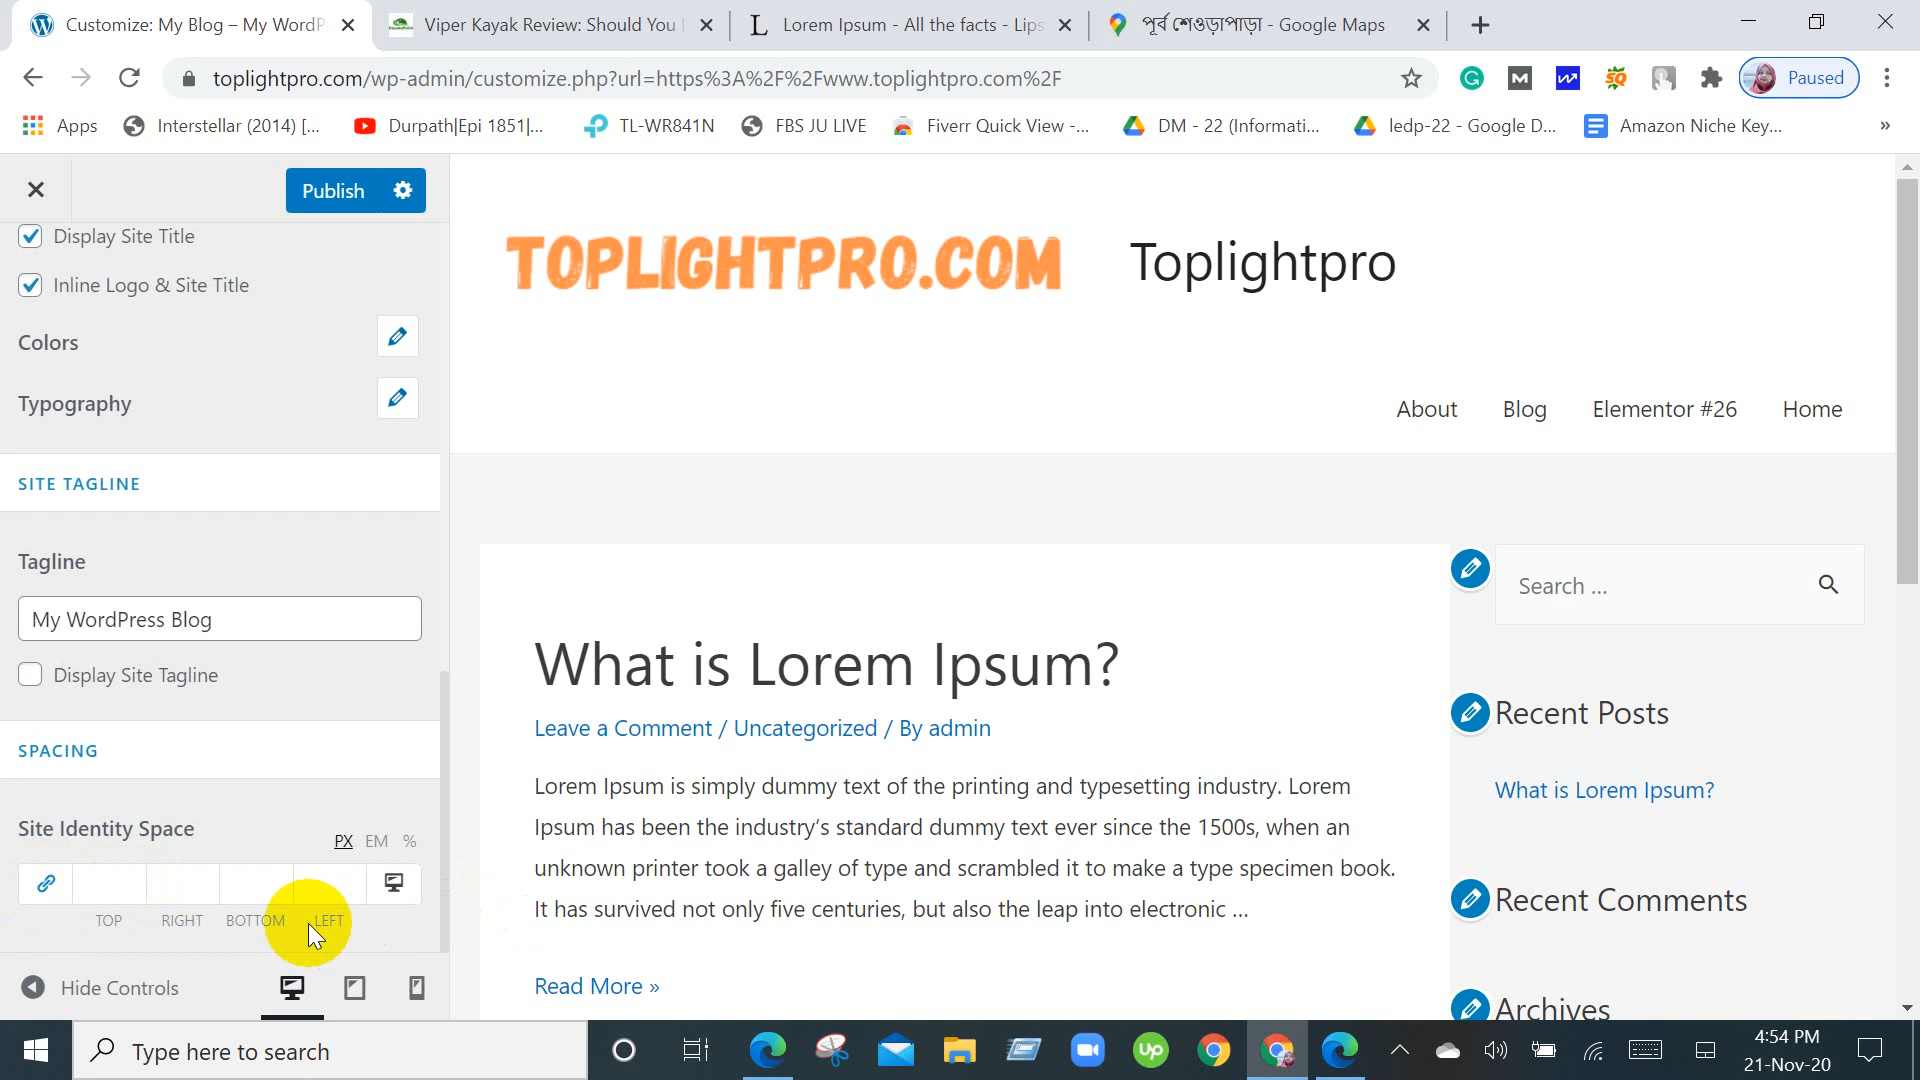 Customize: My Blog – My WordP
Viper Kayak Review: Should You
Lorem Ipsum - All the facts - Lips
পূর্ব শেওড়াপাড়া - Google Maps
toplightpro.com/wp-admin/customize.php?url=https%3A%2F%2Fwww.toplightpro.com%2F
Paused
Apps
Interstellar (2014) [...
Durpath|Epi 1851|...
TL-WR841N
FBS JU LIVE
Fiverr Quick View -...
DM - 22 (Informati...
ledp-22 - Google D...
Amazon Niche Key...
»
Publish
Display Site Title
Inline Logo & Site Title
Colors
Typography
SITE TAGLINE
Tagline
My WordPress Blog
Display Site Tagline
SPACING
Site Identity Space
PX EM %
TOP RIGHT BOTTOM LEFT
Hide Controls
TOPLIGHTPRO.COM
Toplightpro
About Blog Elementor #26 Home
What is Lorem Ipsum?
Leave a Comment / Uncategorized / By admin
Lorem Ipsum is simply dummy text of the printing and typesetting industry. Lorem
Ipsum has been the industry’s standard dummy text ever since the 1500s, when an
unknown printer took a galley of type and scrambled it to make a type specimen book.
It has survived not only five centuries, but also the leap into electronic …
Read More »
Search ...
Recent Posts
What is Lorem Ipsum?
Recent Comments
Archives
Type here to search
4:54 PM
21-Nov-20